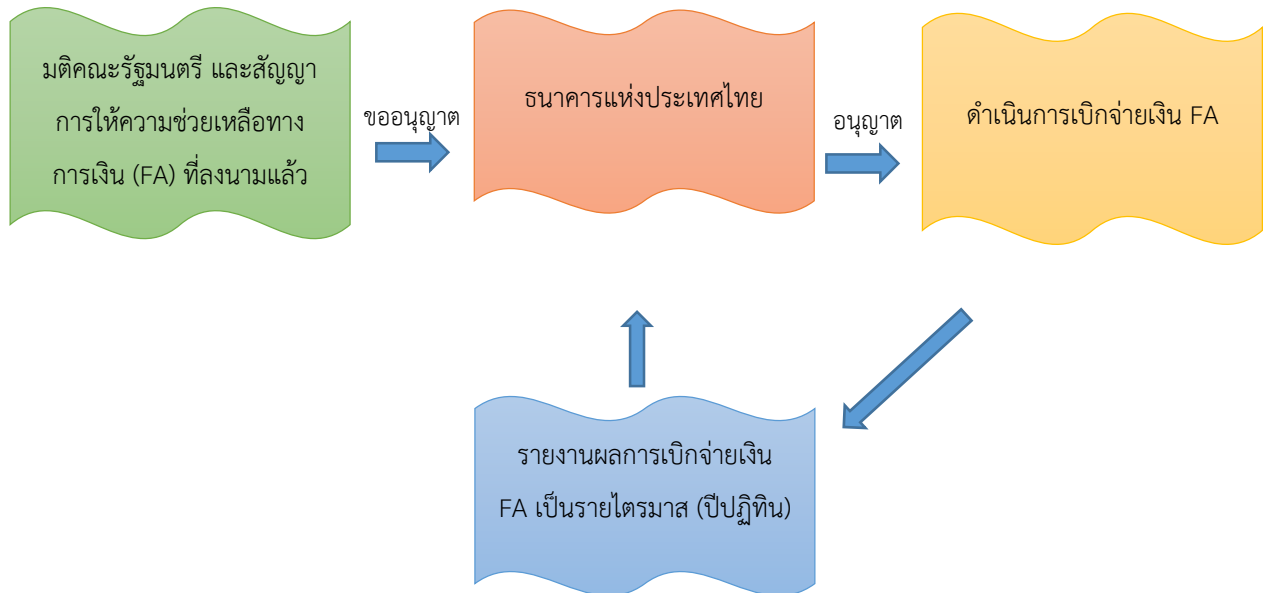 มติคณะรัฐมนตรี และสัญญา
การให้ความช่วยเหลือทาง
การเงิน (FA) ที่ลงนามแล้ว
ขออนุญาต
ธนาคารแห่งประเทศไทย
อนุญาต
ดำเนินการเบิกจ่ายเงิน FA
รายงานผลการเบิกจ่ายเงิน
FA เป็นรายไตรมาส (ปีปฏิทิน)